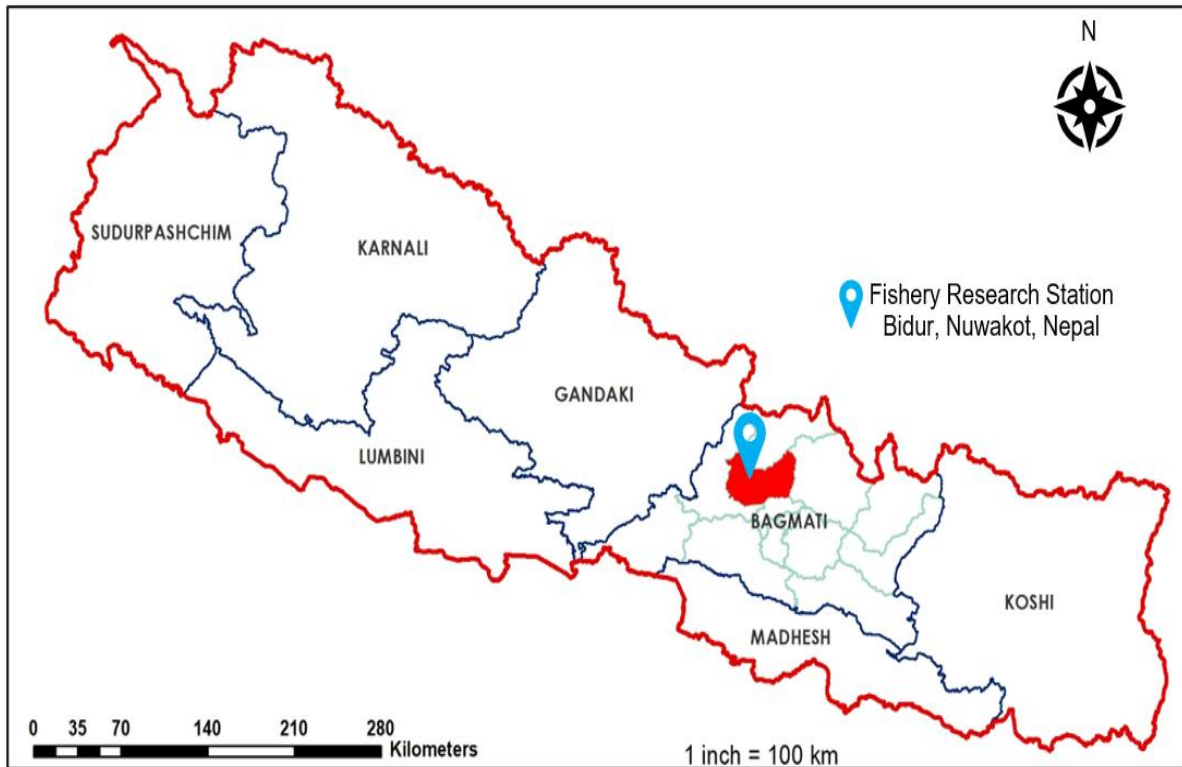 N
SUDURPASHCHIM
KARNALI
Fishery Research Station
Bidur, Nuwakot, Nepal
GANDAKI
LUMBINI
BAGMATI
KOSHI
MADHESH
0 35 70 140 210 280
Kilometers
1 inch = 100 km